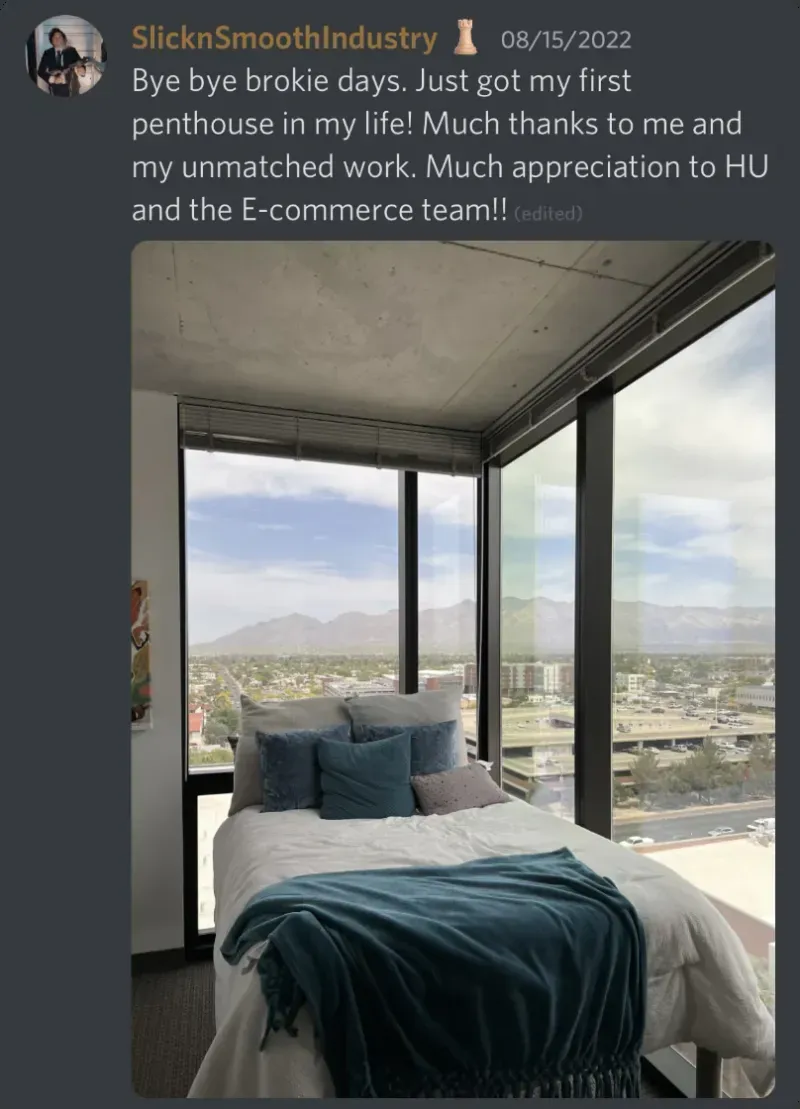 SlicknSmoothIndustry 08/15/2022
Bye bye brokie days. Just got my first
penthouse in my life! Much thanks to me and
my unmatched work. Much appreciation to HU
and the E-commerce team!! (edited)